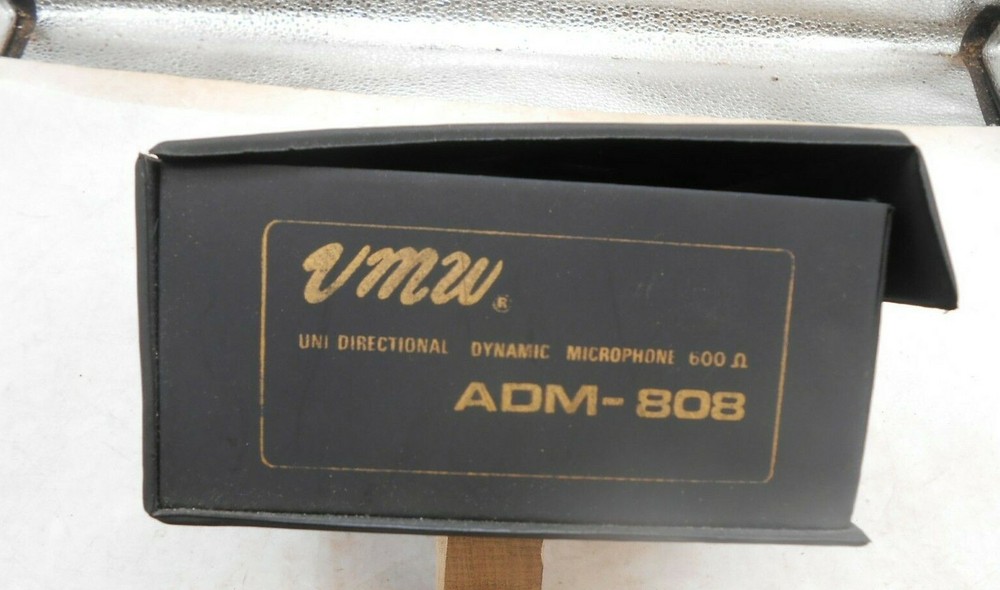 VMW ®
UNI DIRECTIONAL DYNAMIC MICROPHONE 600 Ω
ADM-808